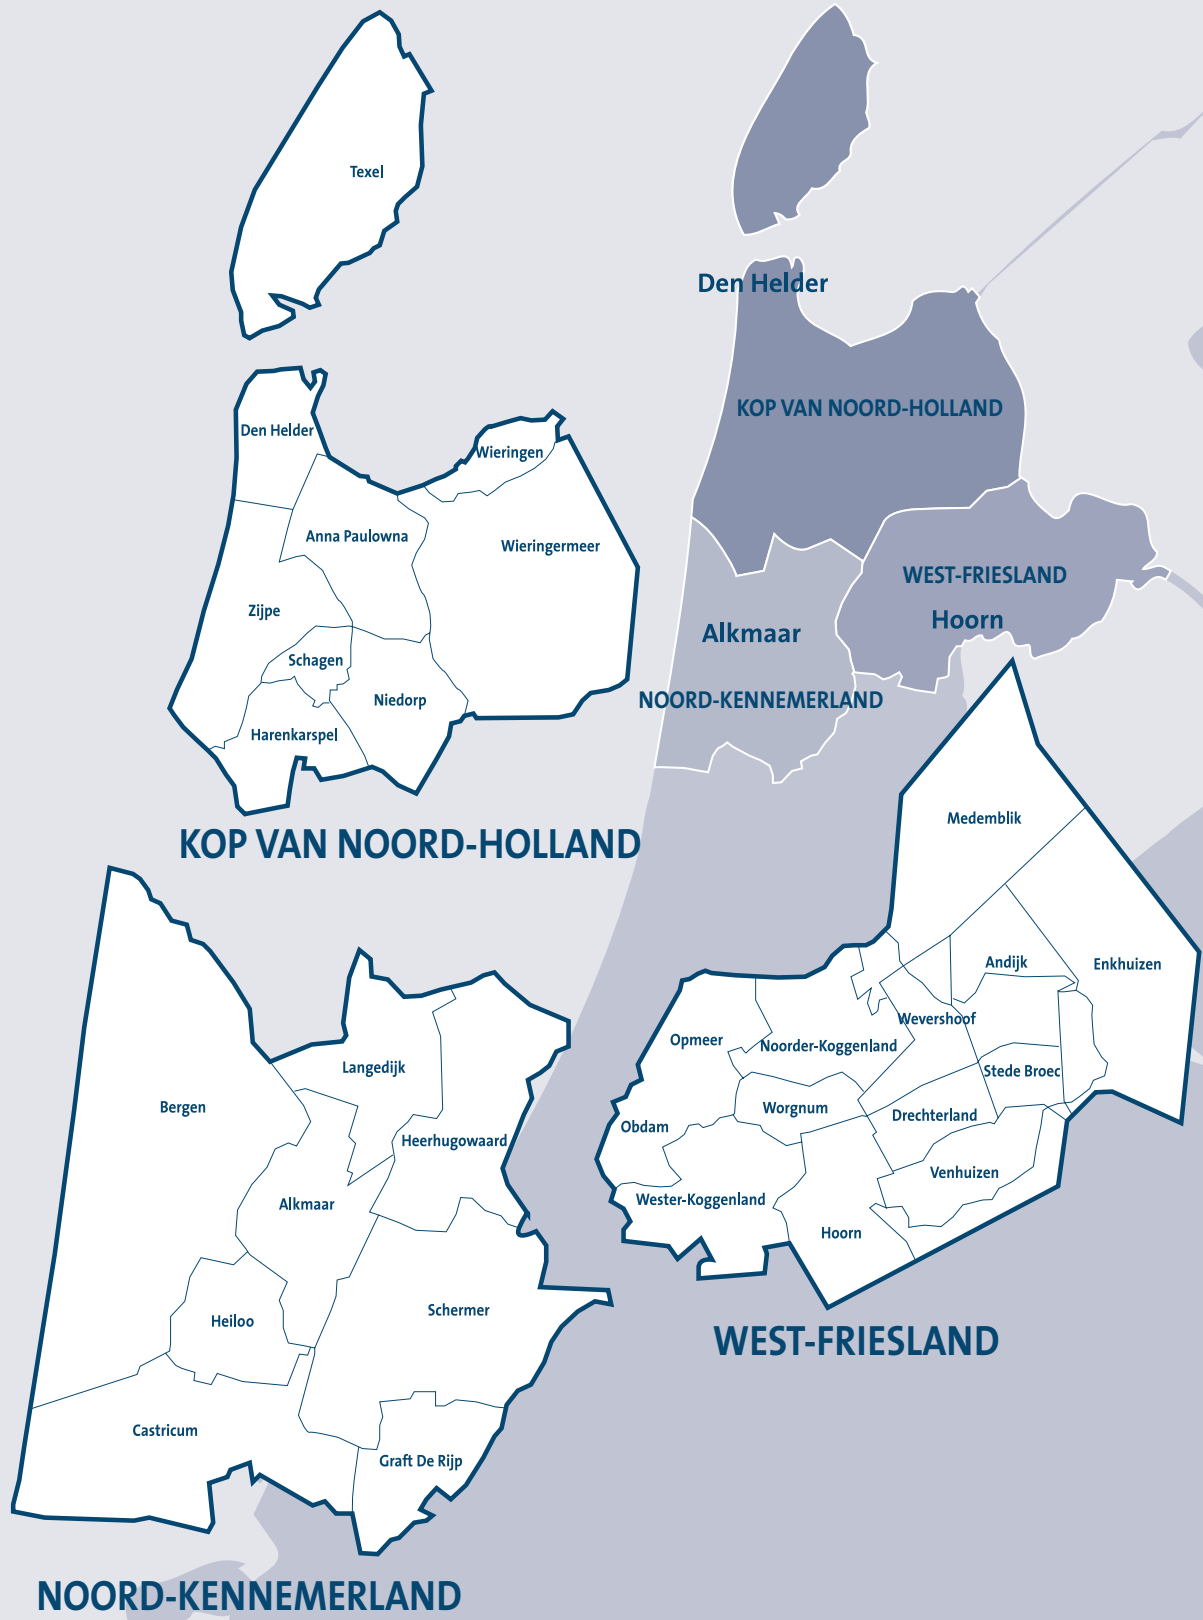 Texel
Den Helder
Wieringen
Anna Paulowna
Wieringermeer
Zijpe
Schagen
Niedorp
Harenkarspel
KOP VAN NOORD-HOLLAND
Den Helder
KOP VAN NOORD-HOLLAND
WEST-FRIESLAND
Hoorn
Alkmaar
NOORD-KENNEMERLAND
Medemblik
Andijk
Enkhuizen
Wevershoof
Opmeer
Noorder-Koggenland
Stede Broec
Worgnum
Drechterland
Obdam
Venhuizen
Wester-Koggenland
Hoorn
WEST-FRIESLAND
Langedijk
Bergen
Heerhugowaard
Alkmaar
Schermer
Heiloo
Castricum
Graft De Rijp
NOORD-KENNEMERLAND